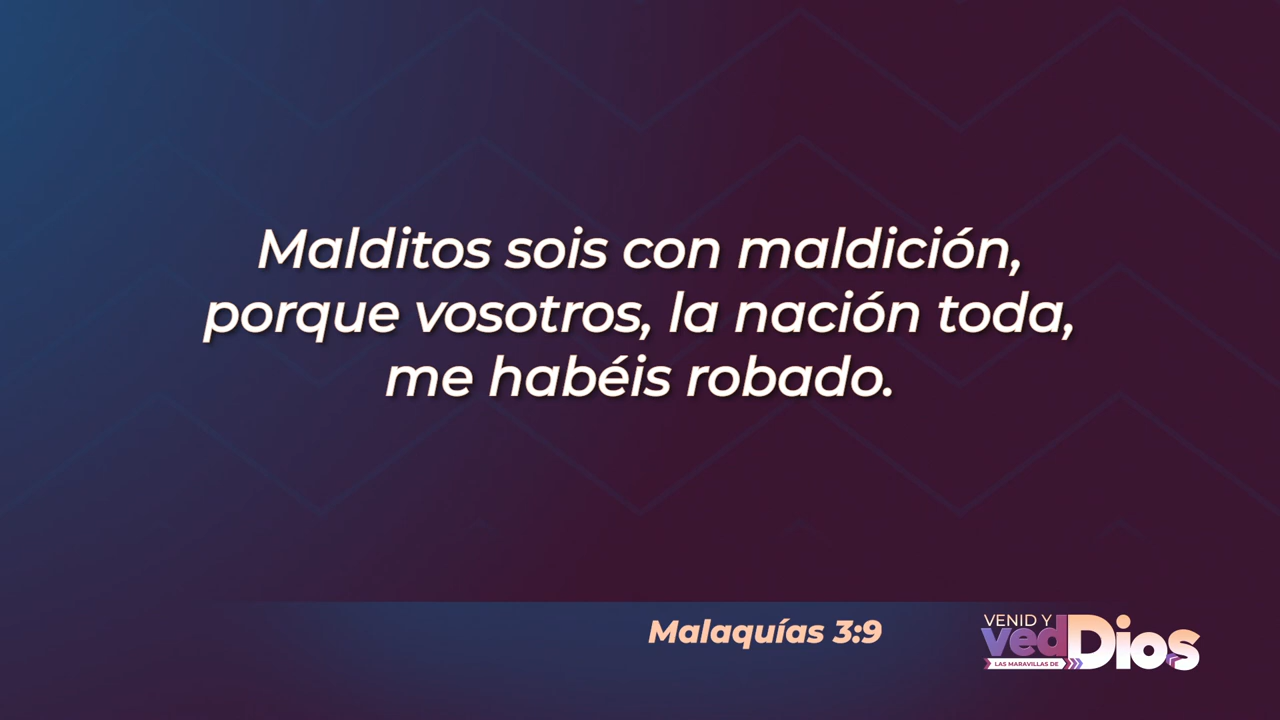 Malditos sois con maldición,
porque vosotros, la nación toda,
me habéis robado.
Malaquías 3:9
VENID Y
ved
LAS MARAVILLAS DE
Dios